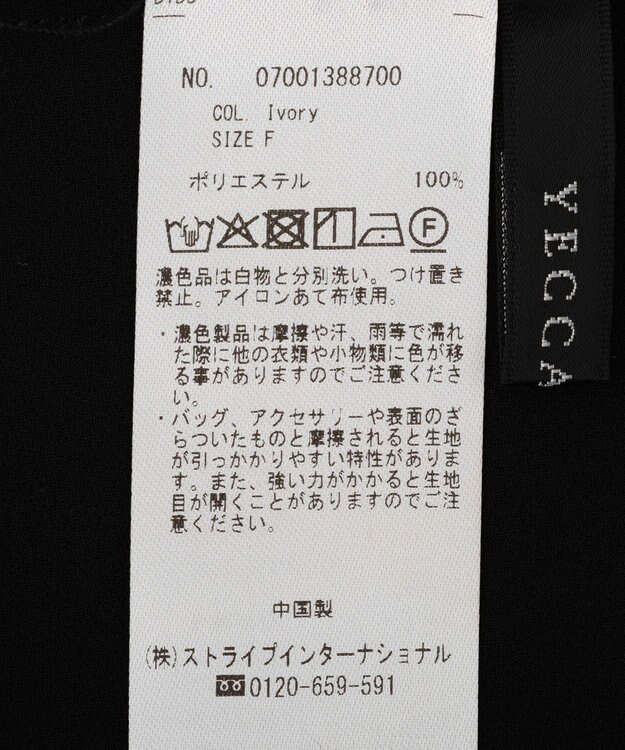 NO. 07001388700
COL. Ivory
SIZE F
ポリエステル 100%
F
濃色品は白物と分別洗い。つけ置き
禁止。アイロンあて布使用。
・濃色製品は摩擦や汗、雨等で濡れ
た際に他の衣類や小物類に色が移
る事がありますのでご注意くださ
い。
・バッグ、アクセサリーや表面のざ
らついたものと摩擦されると生地
が引っかかりやすい特性がありま
す。また、強い力がかかると生地
目が開くことがありますのでご注
意ください。
中国製
(株)ストライプインターナショナル
0120-659-591
YECCA